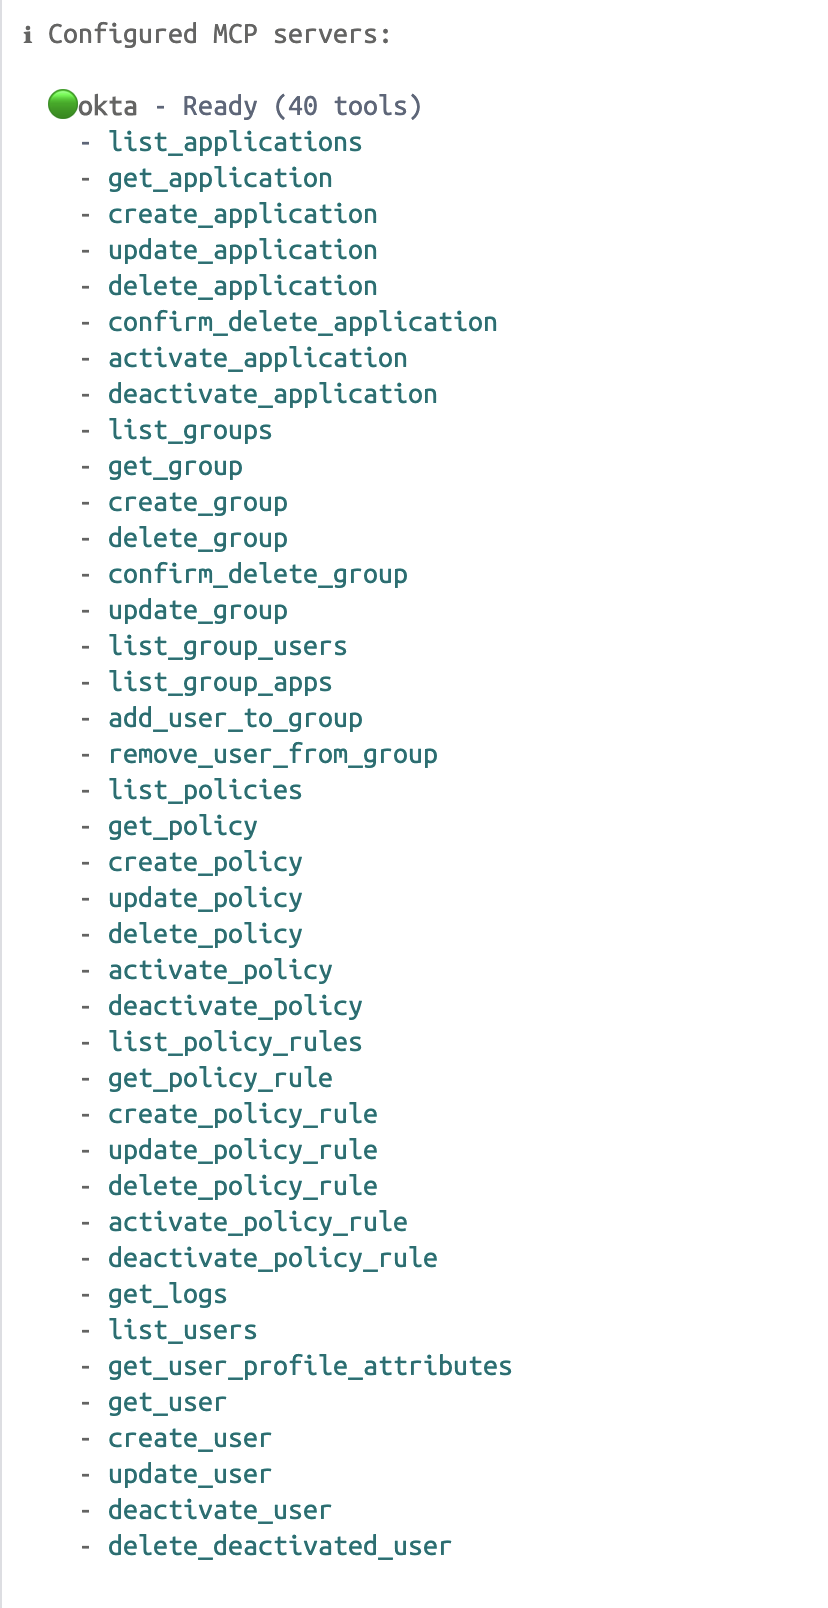 ℹ Configured MCP servers:
🟢okta - Ready (40 tools)
- list_applications
- get_application
- create_application
- update_application
- delete_application
- confirm_delete_application
- activate_application
- deactivate_application
- list_groups
- get_group
- create_group
- delete_group
- confirm_delete_group
- update_group
- list_group_users
- list_group_apps
- add_user_to_group
- remove_user_from_group
- list_policies
- get_policy
- create_policy
- update_policy
- delete_policy
- activate_policy
- deactivate_policy
- list_policy_rules
- get_policy_rule
- create_policy_rule
- update_policy_rule
- delete_policy_rule
- activate_policy_rule
- deactivate_policy_rule
- get_logs
- list_users
- get_user_profile_attributes
- get_user
- create_user
- update_user
- deactivate_user
- delete_deactivated_user